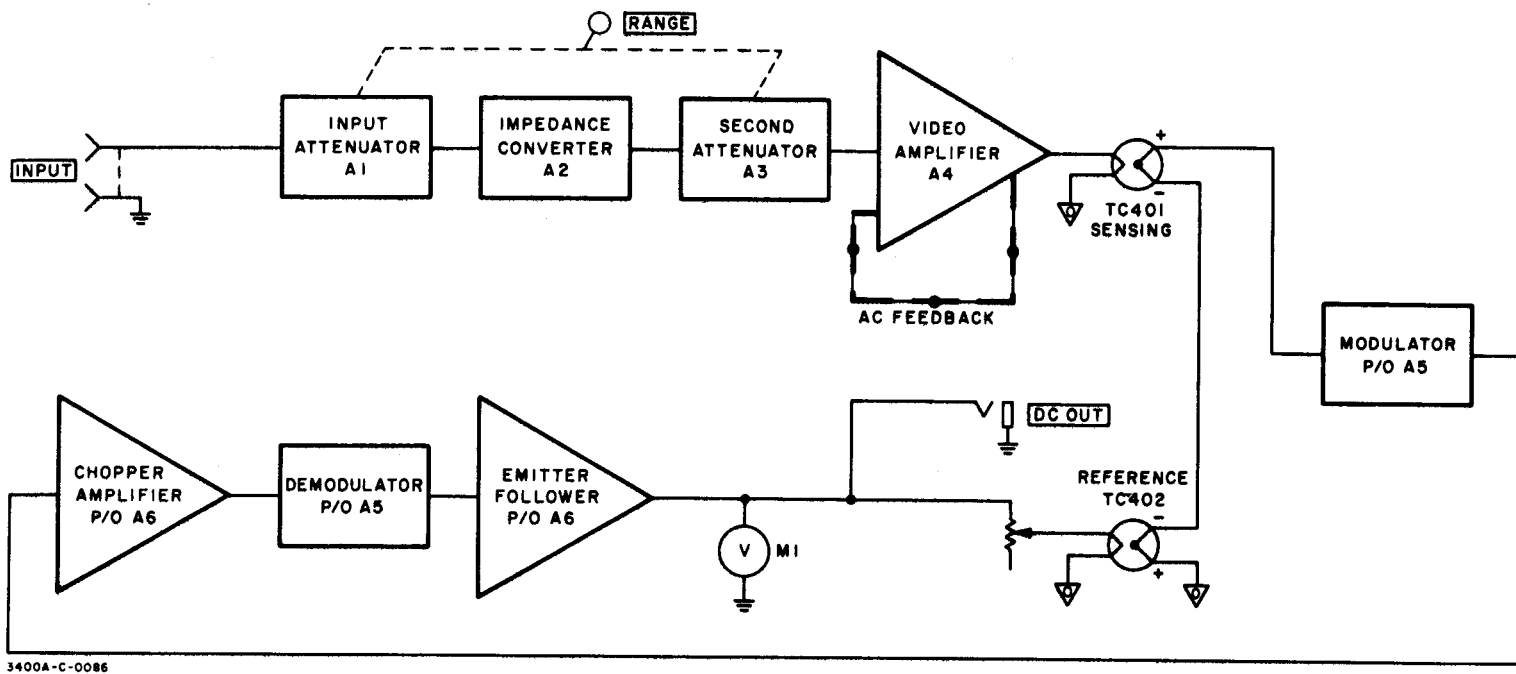 RANGE
INPUT
INPUT
ATTENUATOR
A1
IMPEDANCE
CONVERTER
A2
SECOND
ATTENUATOR
A3
VIDEO
AMPLIFIER
A4
+
-
TC401
SENSING
AC FEEDBACK
MODULATOR
P/O A5
CHOPPER
AMPLIFIER
P/O A6
DEMODULATOR
P/O A5
EMITTER
FOLLOWER
P/O A6
V
M1
DC OUT
REFERENCE
TC402
-
+
3400A-C-0086